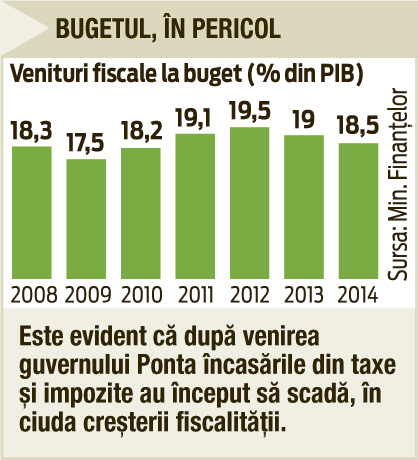 BUGETUL, ÎN PERICOL
Venituri fiscale la buget (% din PIB)
18,3 17,5 18,2 19,1 19,5 19 18,5
2008 2009 2010 2011 2012 2013 2014
Sursa: Min. Finanțelor
Este evident că după venirea
guvernului Ponta încasările din taxe
și impozite au început să scadă, în
ciuda creșterii fiscalității.